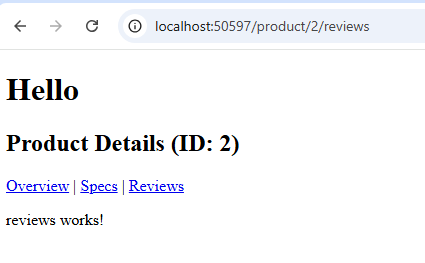 localhost:50597/product/2/reviews
Hello
Product Details (ID: 2)
Overview | Specs | Reviews
reviews works!